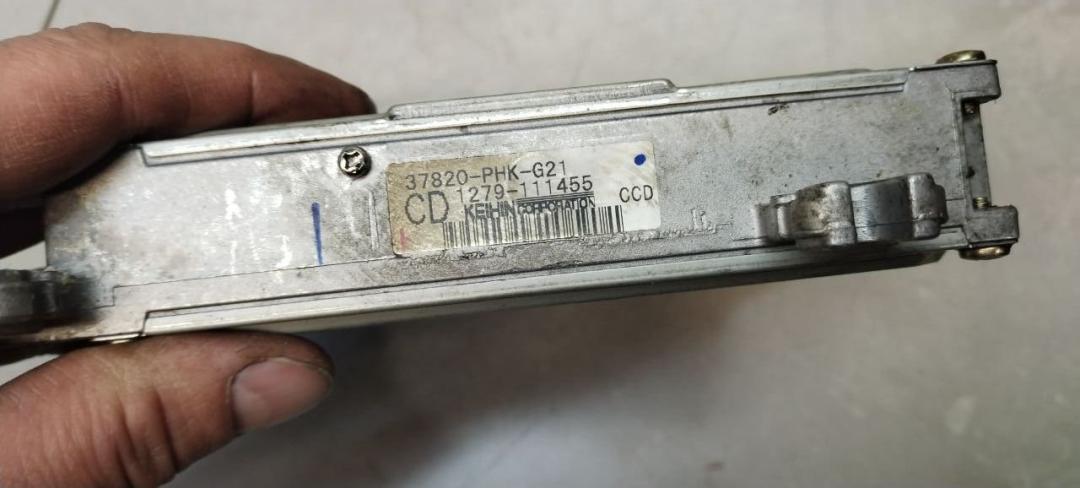 37820-PHK-G21
CD 1279-111455 CCD
KEIHIN CORPORATION